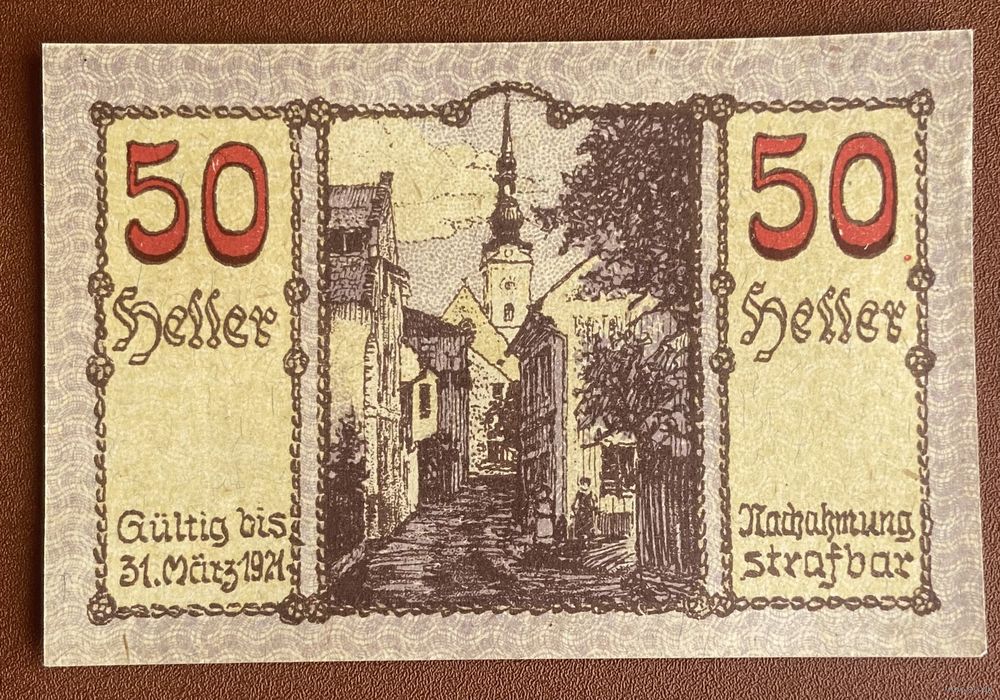 50
Heller
Gültig bis
31. März 1921
50
Heller
Nachahmung
strafbar